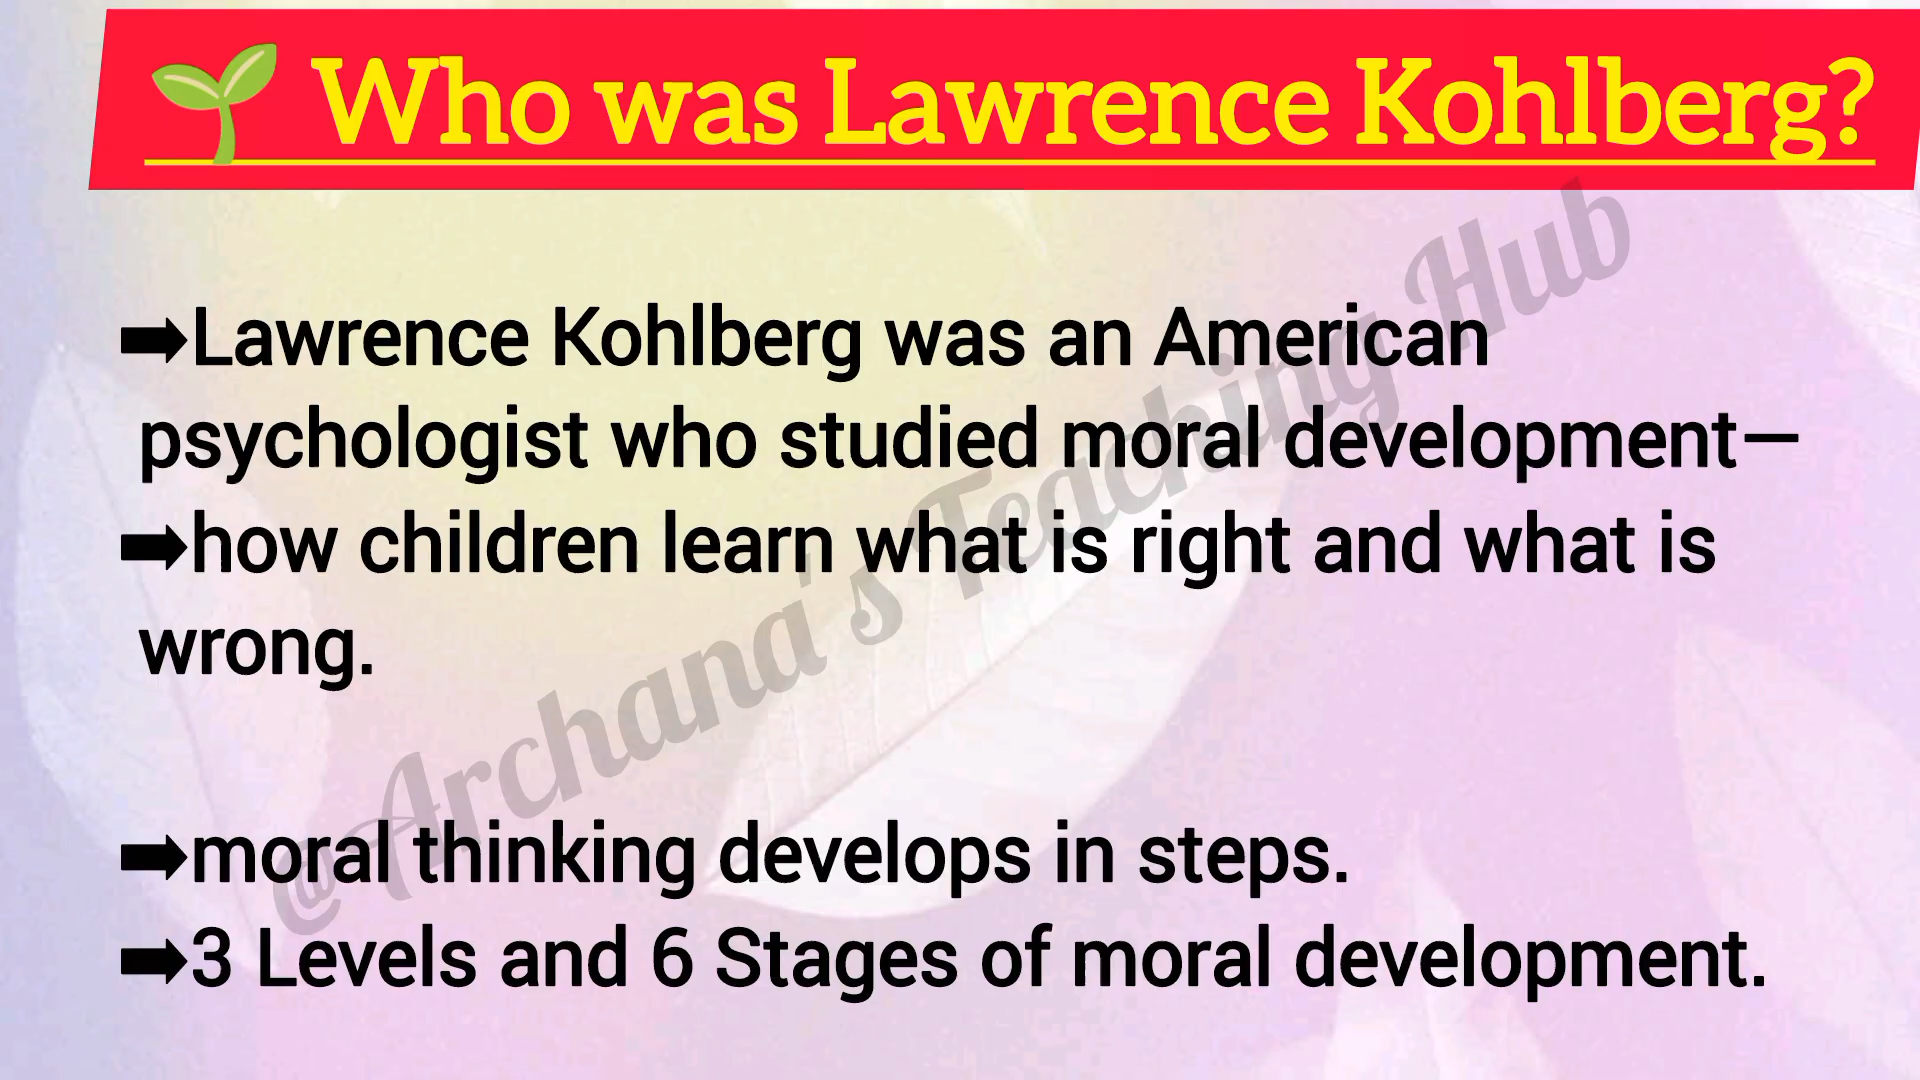 🌱 Who was Lawrence Kohlberg?
➡Lawrence Kohlberg was an American
psychologist who studied moral development—
➡how children learn what is right and what is
wrong.
➡moral thinking develops in steps.
➡3 Levels and 6 Stages of moral development.
@Archana's Teaching Hub